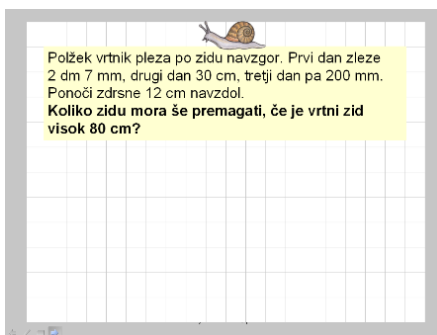 Polžek vrtnik pleza po zidu navzgor. Prvi dan zleze
2 dm 7 mm, drugi dan 30 cm, tretji dan pa 200 mm.
Ponoči zdrsne 12 cm navzdol.
Koliko zidu mora še premagati, če je vrtni zid
visok 80 cm?